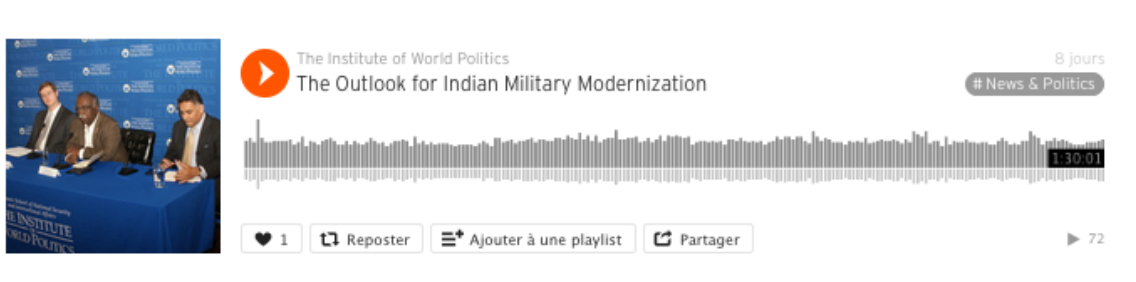 The Institute of World Politics
8 jours
The Outlook for Indian Military Modernization
# News & Politics
1:30:01
1
Reposter
Ajouter à une playlist
Partager
72
THE INSTITUTE
WORLD POLITICS